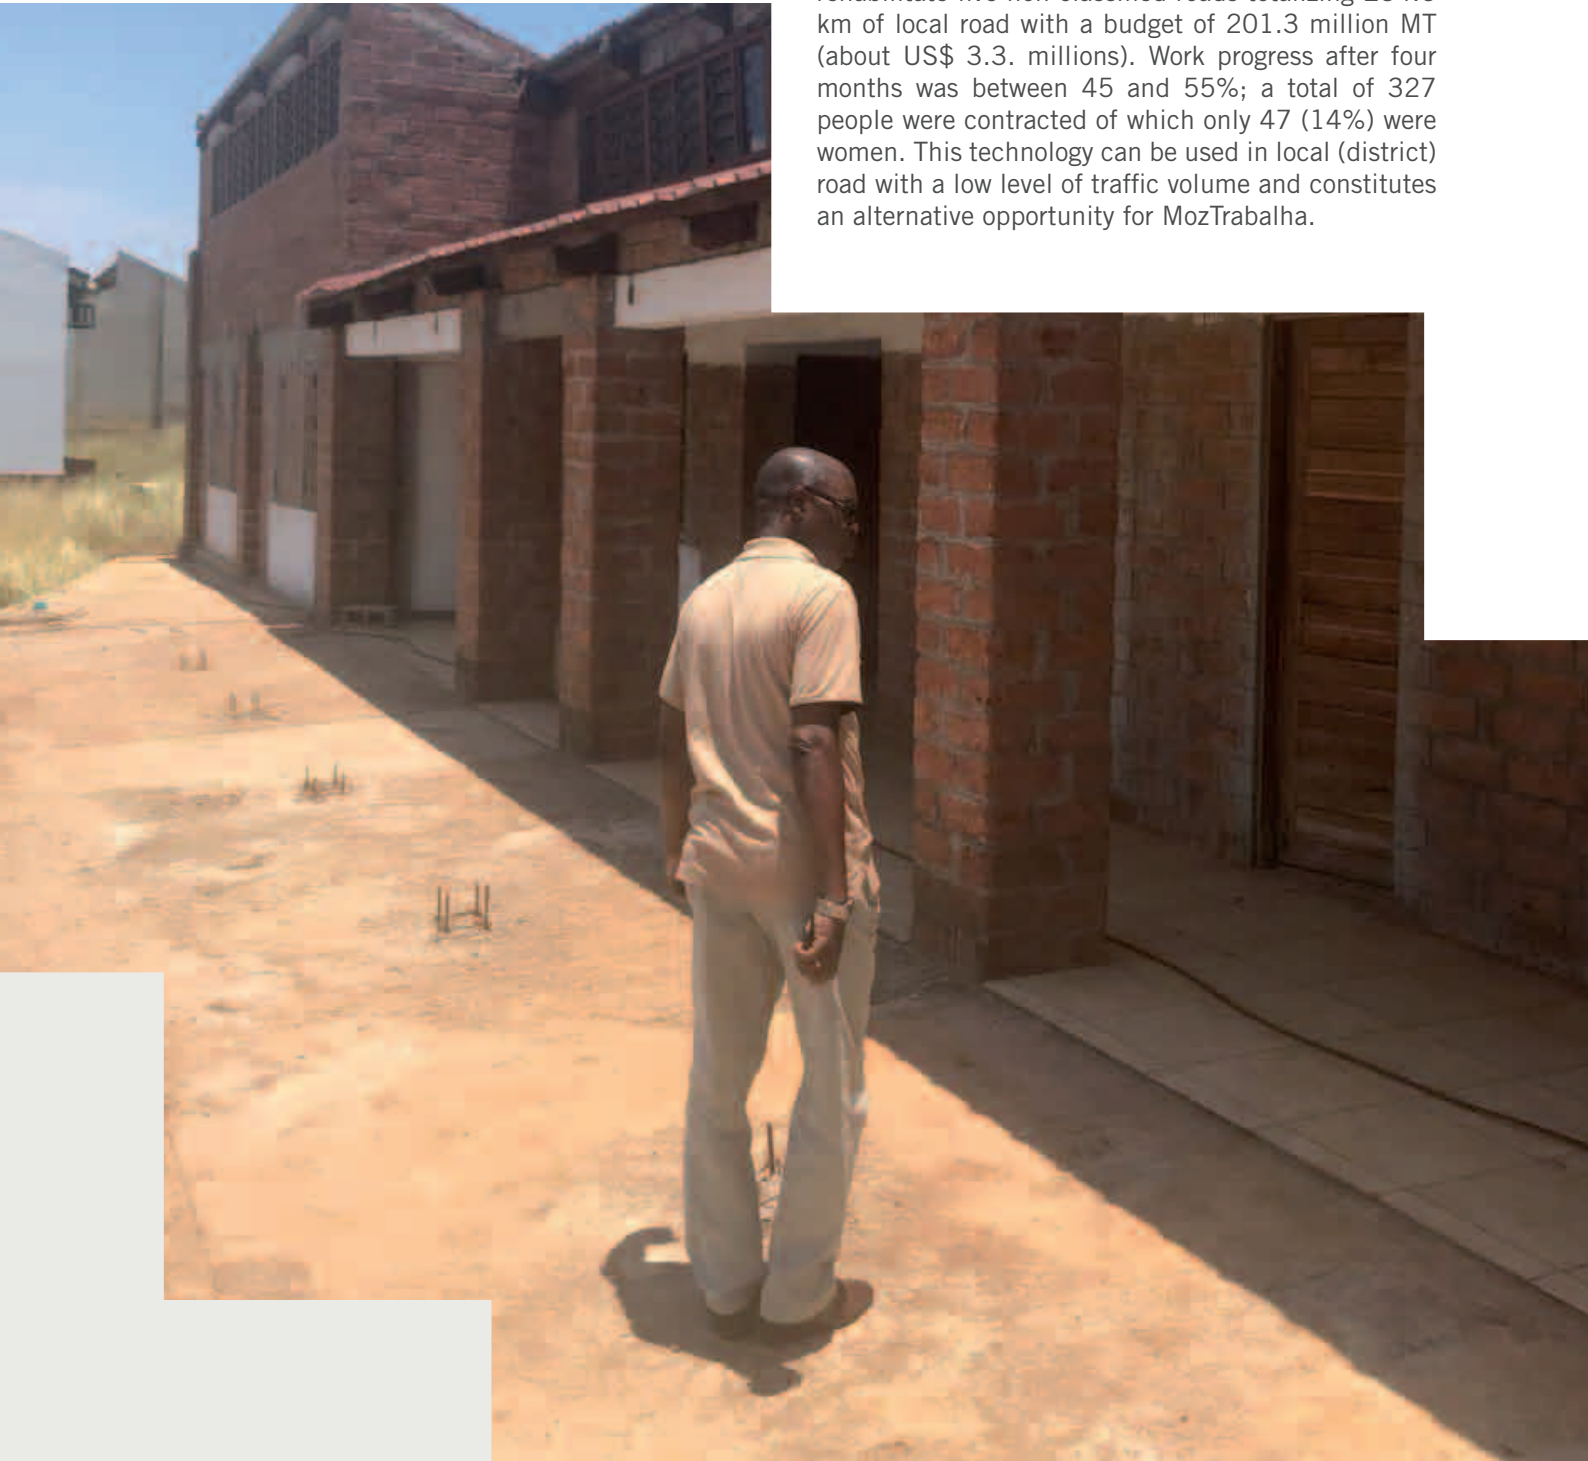 km of local road with a budget of 201.3 million MT
(about US$ 3.3. millions). Work progress after four
months was between 45 and 55%; a total of 327
people were contracted of which only 47 (14%) were
women. This technology can be used in local (district)
road with a low level of traffic volume and constitutes
an alternative opportunity for MozTrabalha.